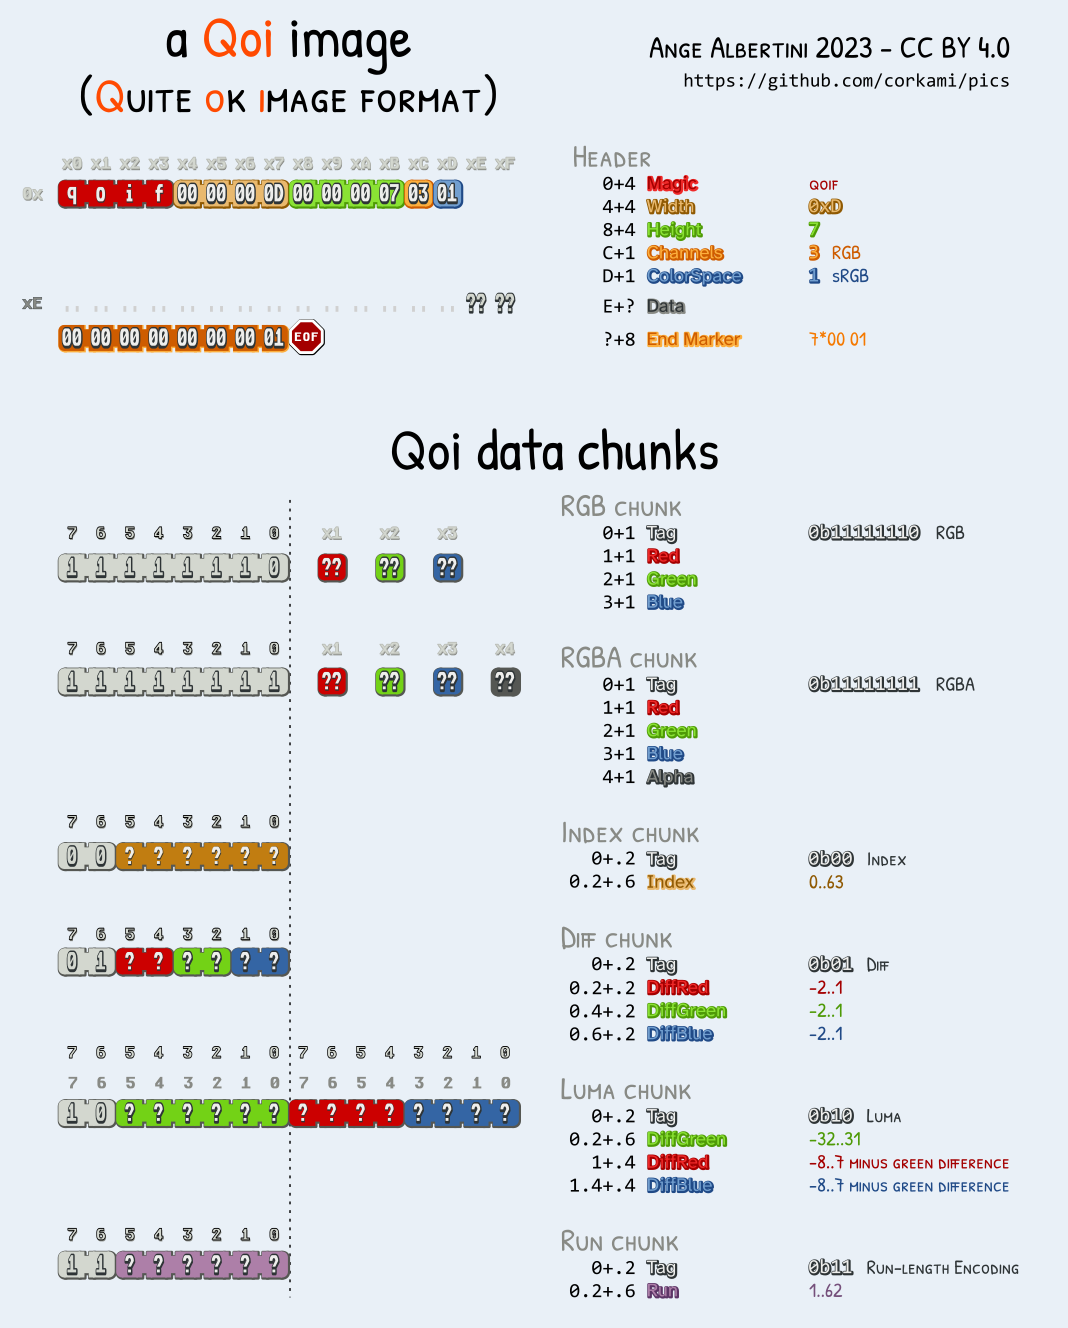 a Qoi image
(Quite ok image format)
Ange Albertini 2023 - CC BY 4.0
https://github.com/corkami/pics
x0 x1 x2 x3 x4 x5 x6 x7 x8 x9 xA xB xC xD xE xF
0x q o i f 00 00 00 0D 00 00 00 07 03 01
xE .. .. .. .. .. .. .. .. .. .. .. .. .. .. ?? ??
00 00 00 00 00 00 00 01 EOF
Header
0+4 Magic qoif
4+4 Width 0xD
8+4 Height 7
C+1 Channels 3 RGB
D+1 ColorSpace 1 sRGB
E+? Data
?+8 End Marker 7*00 01
Qoi data chunks
7 6 5 4 3 2 1 0 x1 x2 x3
1 1 1 1 1 1 1 0 ?? ?? ??
RGB chunk
0+1 Tag 0b11111110 RGB
1+1 Red
2+1 Green
3+1 Blue
7 6 5 4 3 2 1 0 x1 x2 x3 x4
1 1 1 1 1 1 1 1 ?? ?? ?? ??
RGBA chunk
0+1 Tag 0b11111111 RGBA
1+1 Red
2+1 Green
3+1 Blue
4+1 Alpha
7 6 5 4 3 2 1 0
0 0 ? ? ? ? ? ?
Index chunk
0+.2 Tag 0b00 Index
0.2+.6 Index 0..63
7 6 5 4 3 2 1 0
0 1 ? ? ? ? ? ?
Diff chunk
0+.2 Tag 0b01 Diff
0.2+.2 DiffRed -2..1
0.4+.2 DiffGreen -2..1
0.6+.2 DiffBlue -2..1
7 6 5 4 3 2 1 0 7 6 5 4 3 2 1 0
7 6 5 4 3 2 1 0 7 6 5 4 3 2 1 0
1 0 ? ? ? ? ? ? ? ? ? ? ? ? ? ?
Luma chunk
0+.2 Tag 0b10 Luma
0.2+.6 DiffGreen -32..31
1+.4 DiffRed -8..7 minus green difference
1.4+.4 DiffBlue -8..7 minus green difference
7 6 5 4 3 2 1 0
1 1 ? ? ? ? ? ?
Run chunk
0+.2 Tag 0b11 Run-length Encoding
0.2+.6 Run 1..62